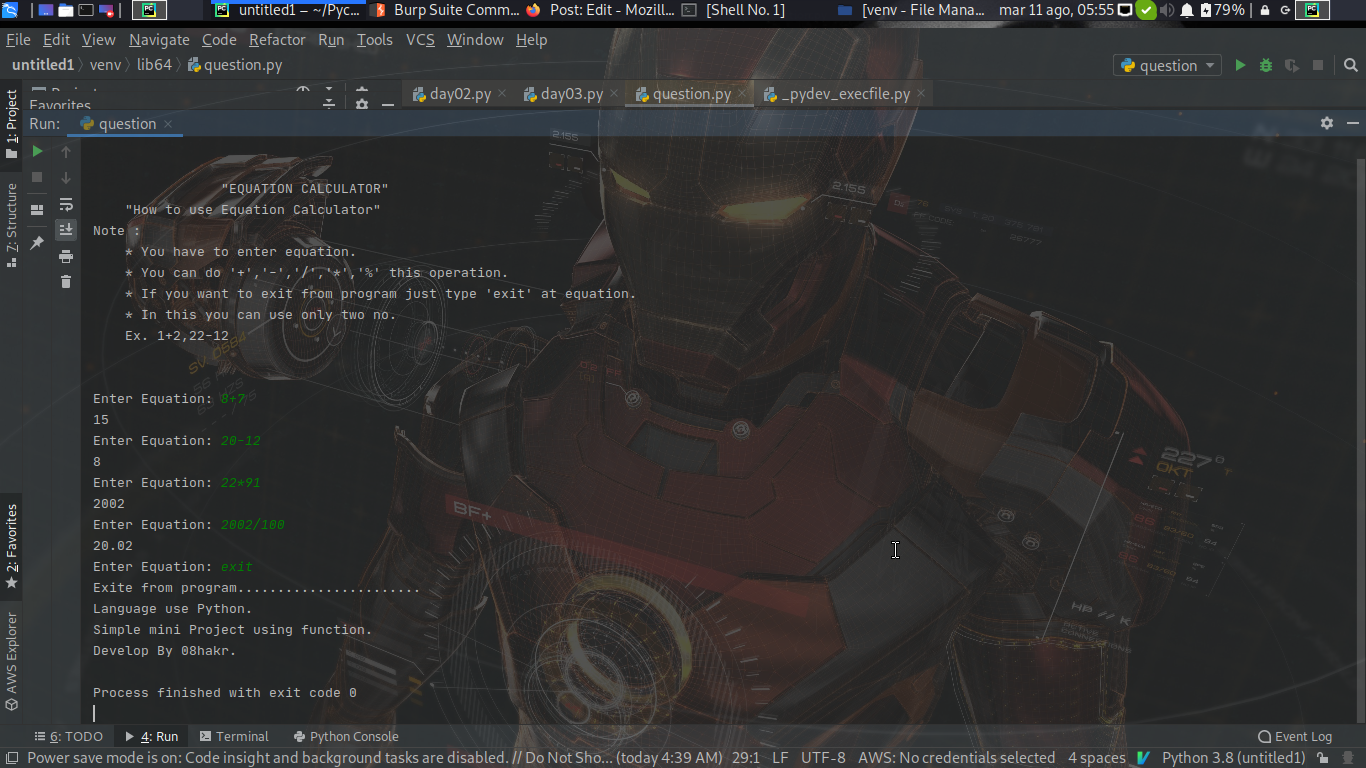 untitled1 – ~/Pyc...
Burp Suite Comm...
Post: Edit - Mozill...
[Shell No. 1]
[venv - File Mana...
mar 11 ago, 05:55
79%
File Edit View Navigate Code Refactor Run Tools VCS Window Help
untitled1 venv lib64 question.py
question
1: Project
Favorites
day02.py
day03.py
question.py
_pydev_execfile.py
Run: question
2.155
2.155
"EQUATION CALCULATOR"
"How to use Equation Calculator"
Note :
* You have to enter equation.
* You can do '+','-','/','*','%' this operation.
* If you want to exit from program just type 'exit' at equation.
* In this you can use only two no.
Ex. 1+2,22-12
Enter Equation: 8+7
15
Enter Equation: 20-12
8
Enter Equation: 22*91
2002
Enter Equation: 2002/100
20.02
Enter Equation: exit
Exite from program.......................
Language use Python.
Simple mini Project using function.
Develop By 08hakr.
Process finished with exit code 0
7: Structure
2: Favorites
AWS Explorer
BF+
227°
OKT
HP // K
6: TODO
4: Run
Terminal
Python Console
Event Log
Power save mode is on: Code insight and background tasks are disabled. // Do Not Sho... (today 4:39 AM)
29:1 LF UTF-8 AWS: No credentials selected 4 spaces Python 3.8 (untitled1)